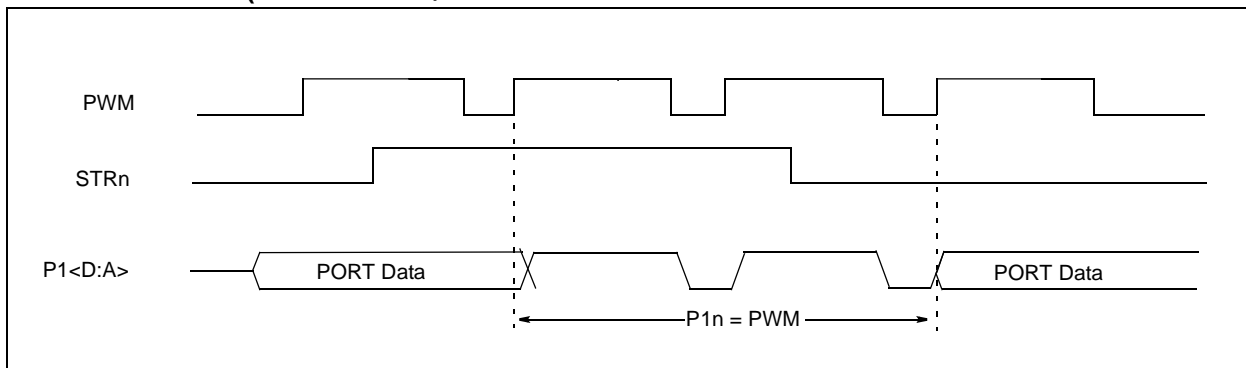 PWM
STRn
P1<D:A>
PORT Data
PORT Data
P1n = PWM